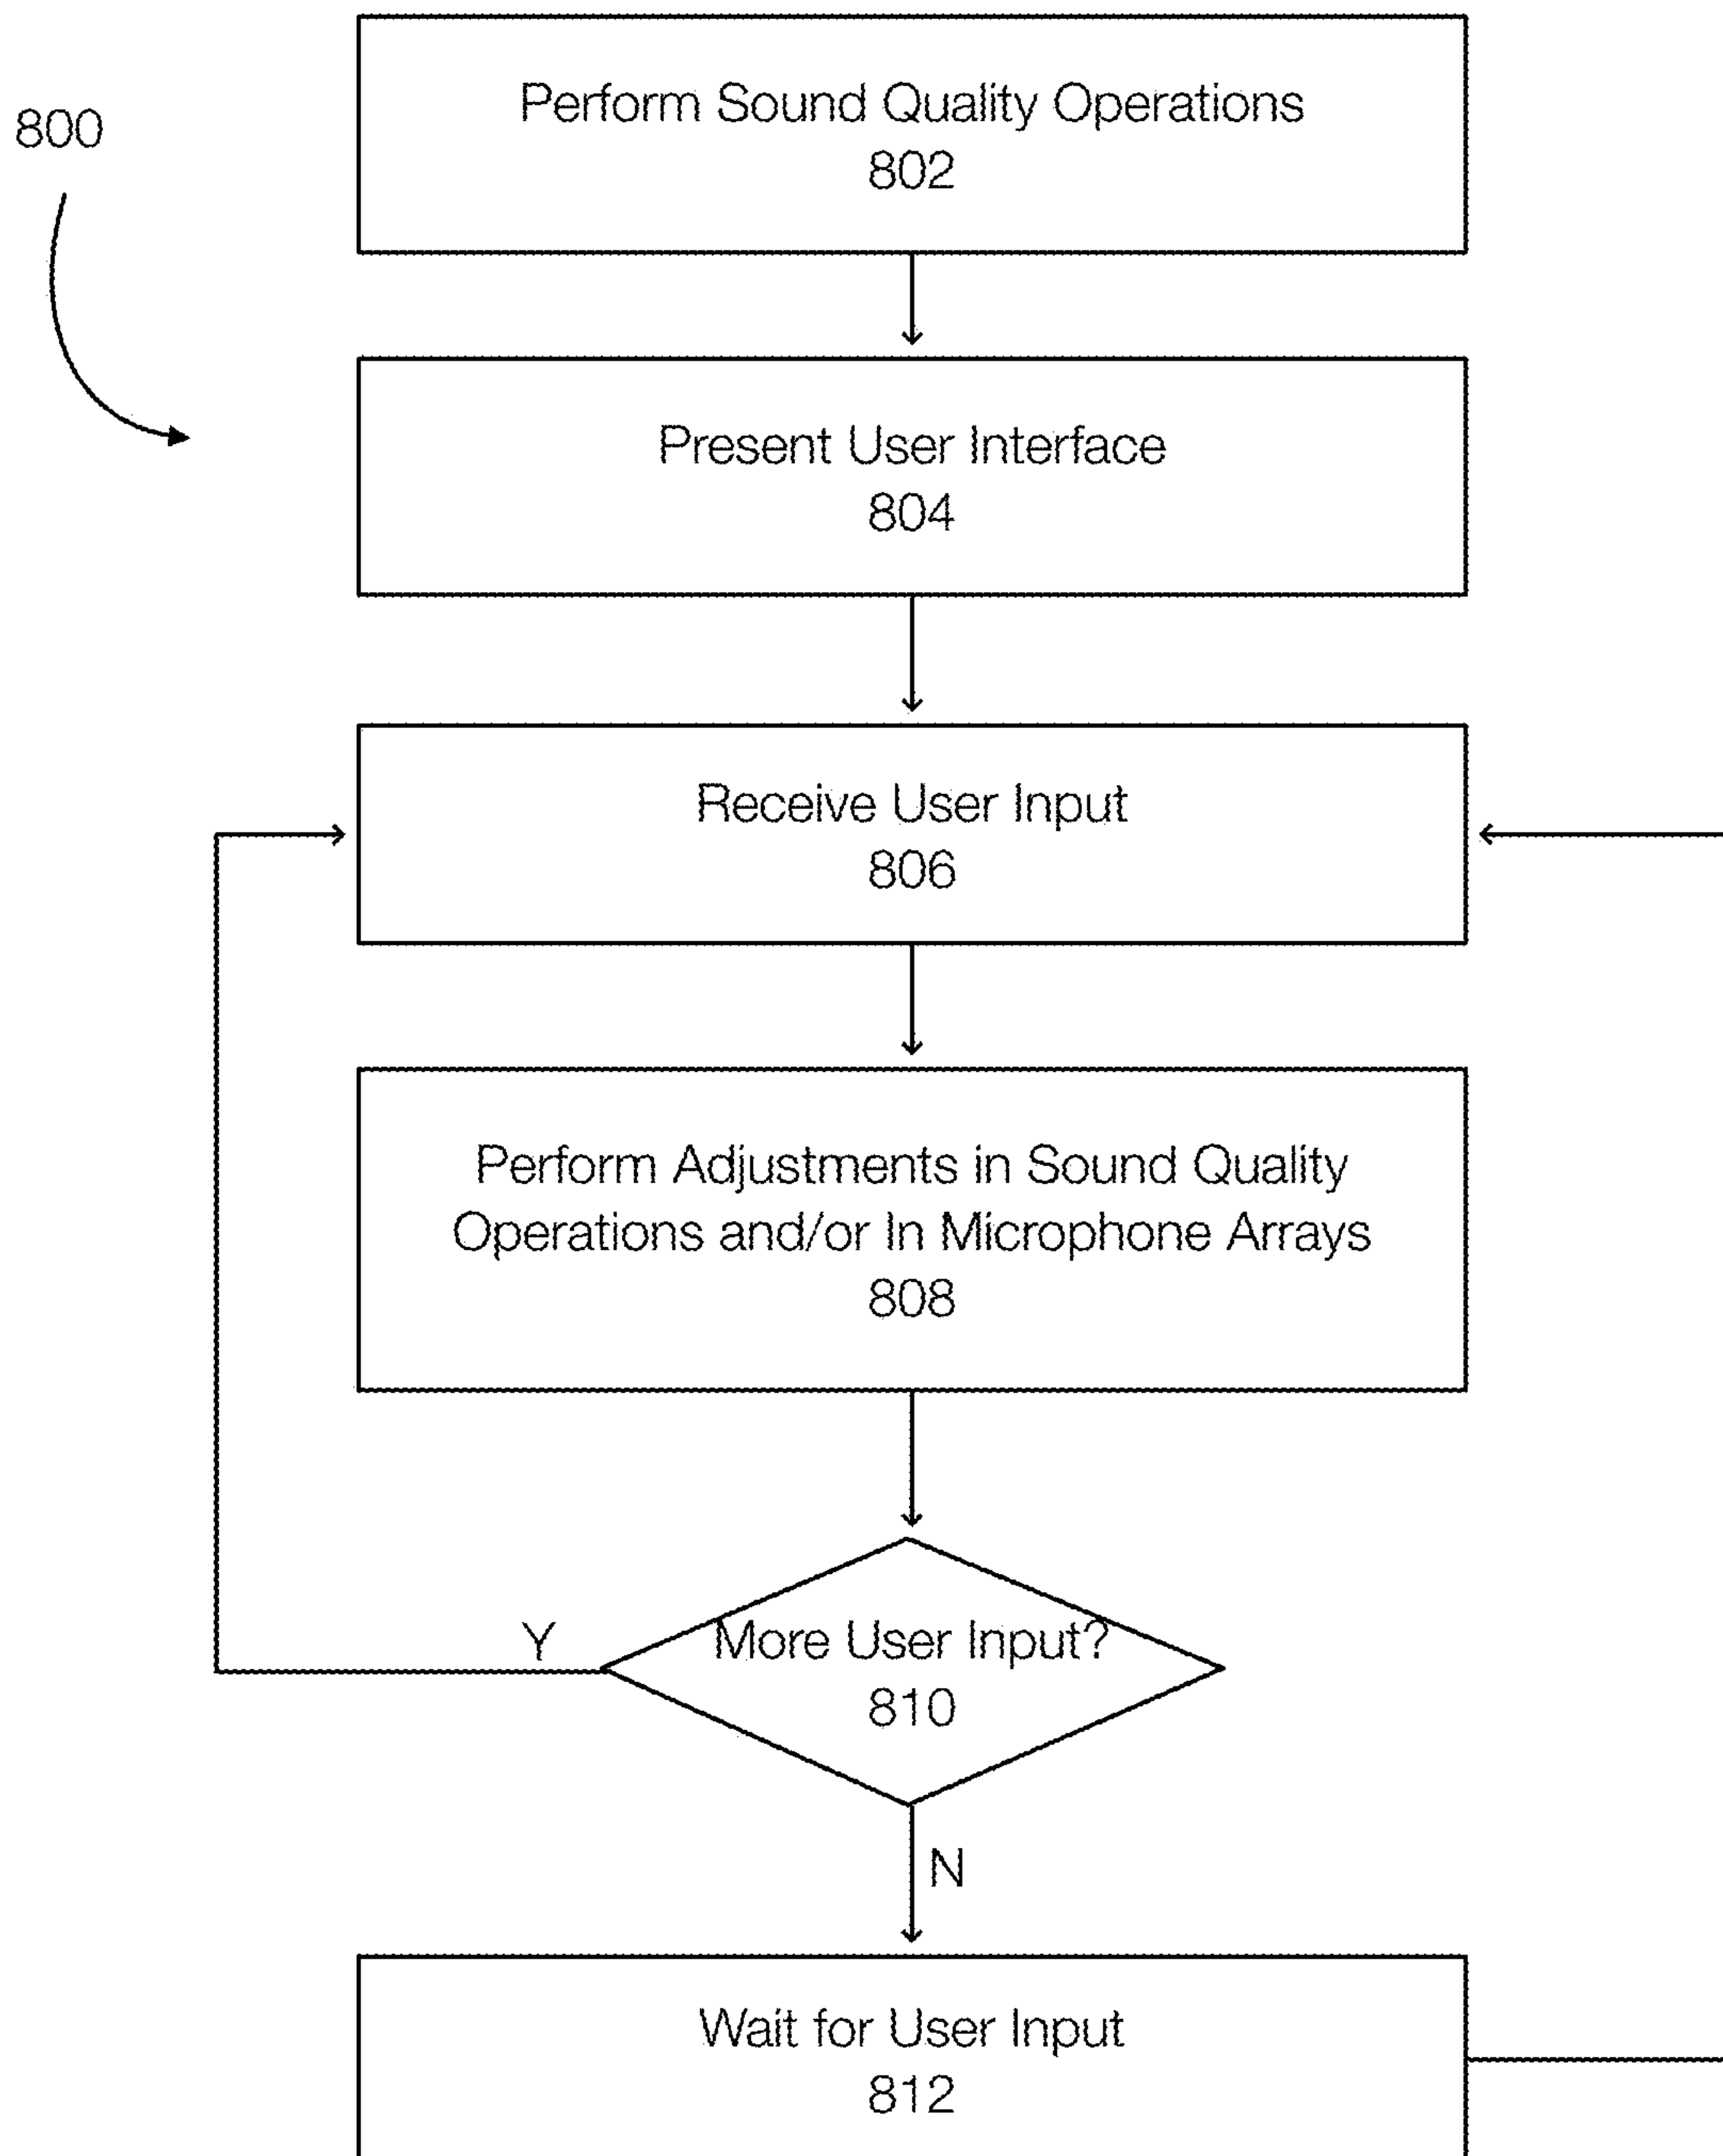 800
Perform Sound Quality Operations
802
Present User Interface
804
Receive User Input
806
Perform Adjustments in Sound Quality
Operations and/or In Microphone Arrays
808
More User Input?
810
Y
N
Wait for User Input
812